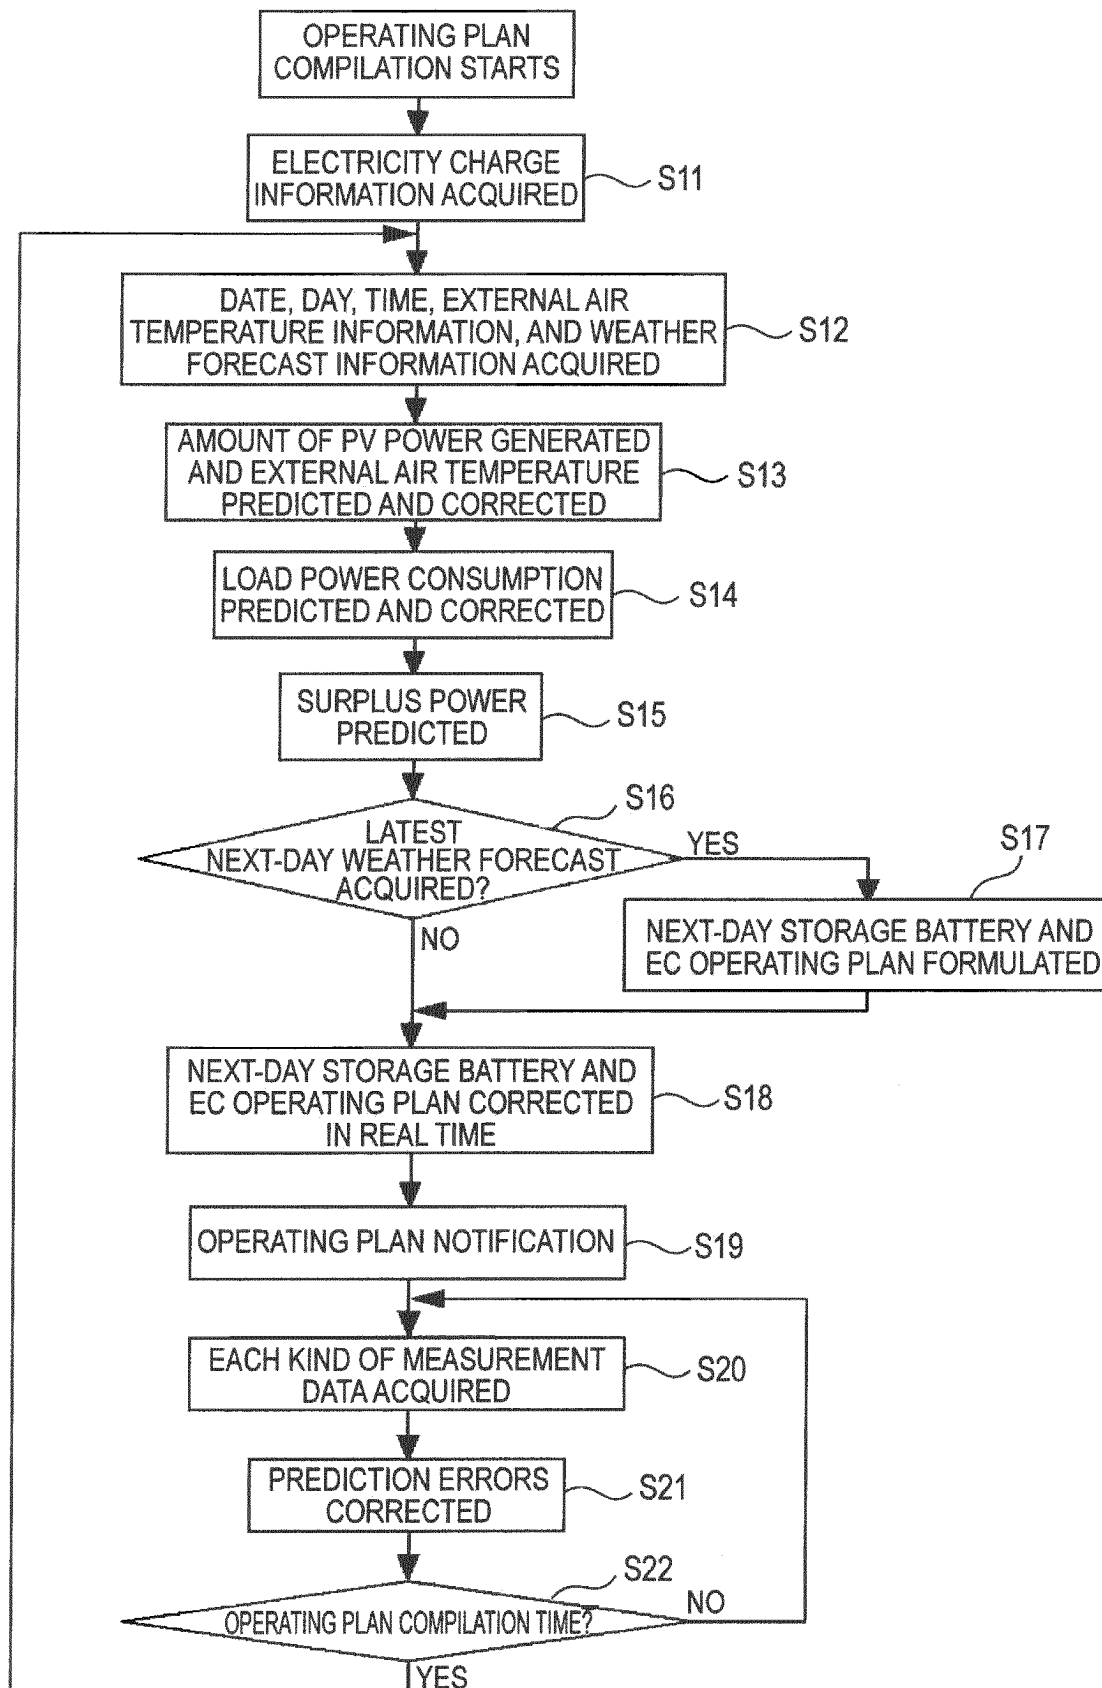 OPERATING PLAN
COMPILATION STARTS
ELECTRICITY CHARGE
INFORMATION ACQUIRED
S11
DATE, DAY, TIME, EXTERNAL AIR
TEMPERATURE INFORMATION, AND WEATHER
FORECAST INFORMATION ACQUIRED
S12
AMOUNT OF PV POWER GENERATED
AND EXTERNAL AIR TEMPERATURE
PREDICTED AND CORRECTED
S13
LOAD POWER CONSUMPTION
PREDICTED AND CORRECTED
S14
SURPLUS POWER
PREDICTED
S15
S16
LATEST
NEXT-DAY WEATHER FORECAST
ACQUIRED?
YES
NO
S17
NEXT-DAY STORAGE BATTERY AND
EC OPERATING PLAN FORMULATED
NEXT-DAY STORAGE BATTERY AND
EC OPERATING PLAN CORRECTED
IN REAL TIME
S18
OPERATING PLAN NOTIFICATION
S19
EACH KIND OF MEASUREMENT
DATA ACQUIRED
S20
PREDICTION ERRORS
CORRECTED
S21
S22
OPERATING PLAN COMPILATION TIME?
NO
YES